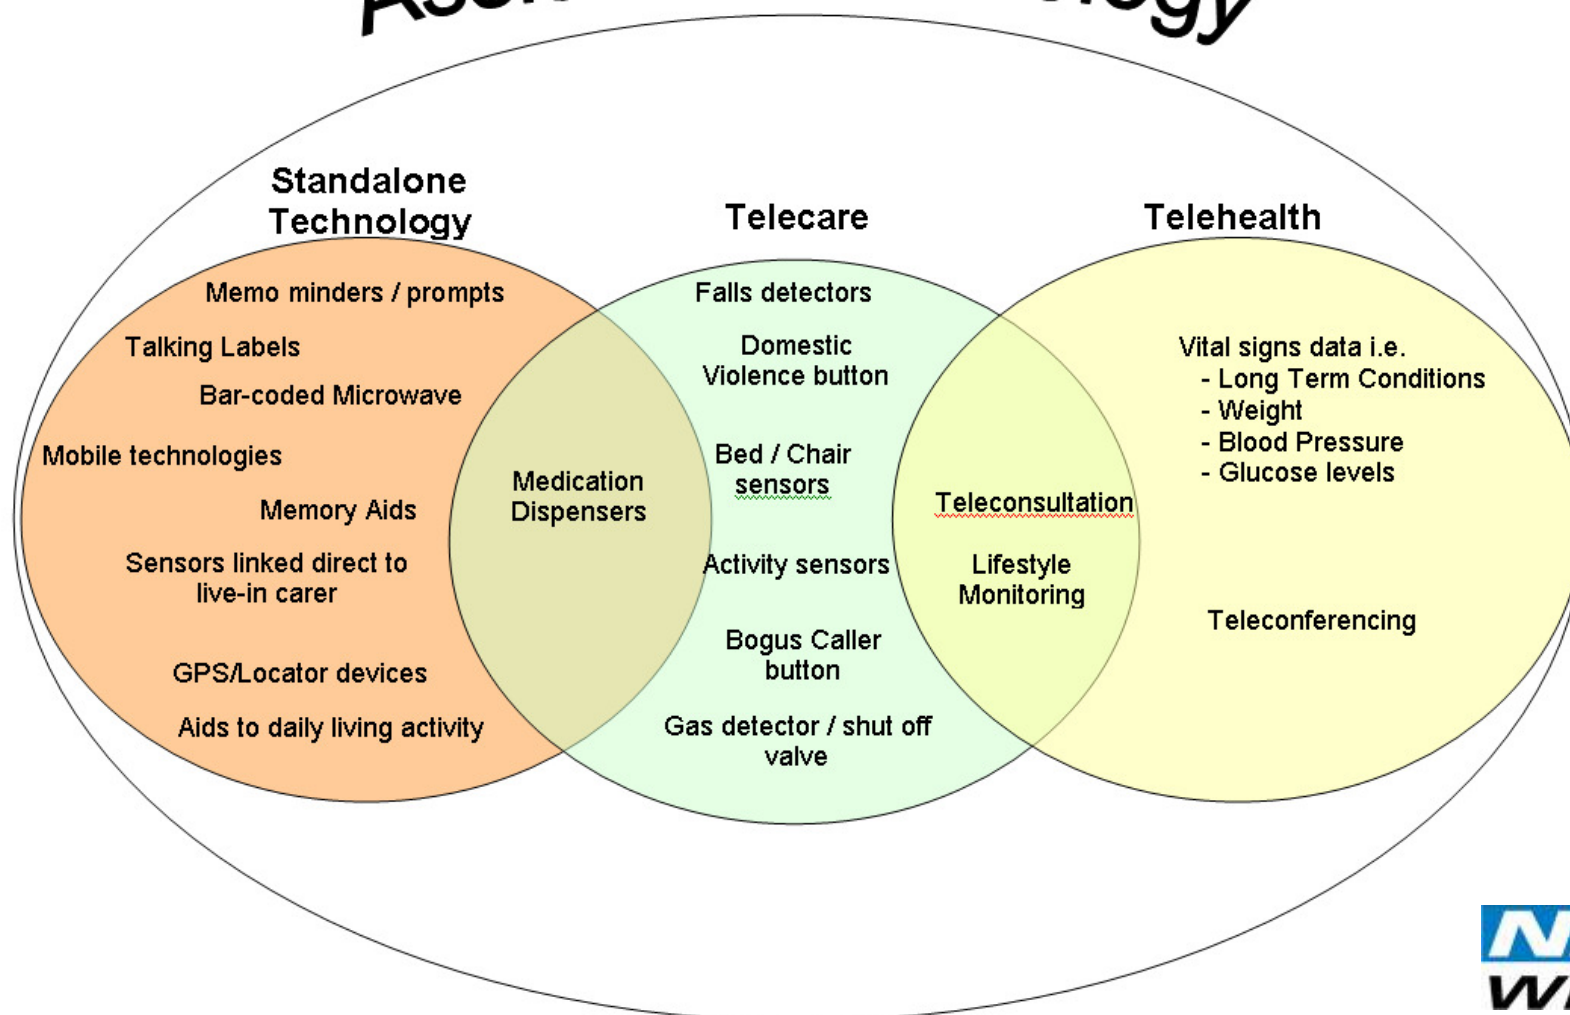 Standalone
Technology
Telecare
Telehealth
Memo minders / prompts
Talking Labels
Bar-coded Microwave
Mobile technologies
Memory Aids
Sensors linked direct to
live-in carer
GPS/Locator devices
Aids to daily living activity
Medication
Dispensers
Falls detectors
Domestic
Violence button
Bed / Chair
sensors
Activity sensors
Bogus Caller
button
Gas detector / shut off
valve
Teleconsultation
Lifestyle
Monitoring
Vital signs data i.e.
- Long Term Conditions
- Weight
- Blood Pressure
- Glucose levels
Teleconferencing